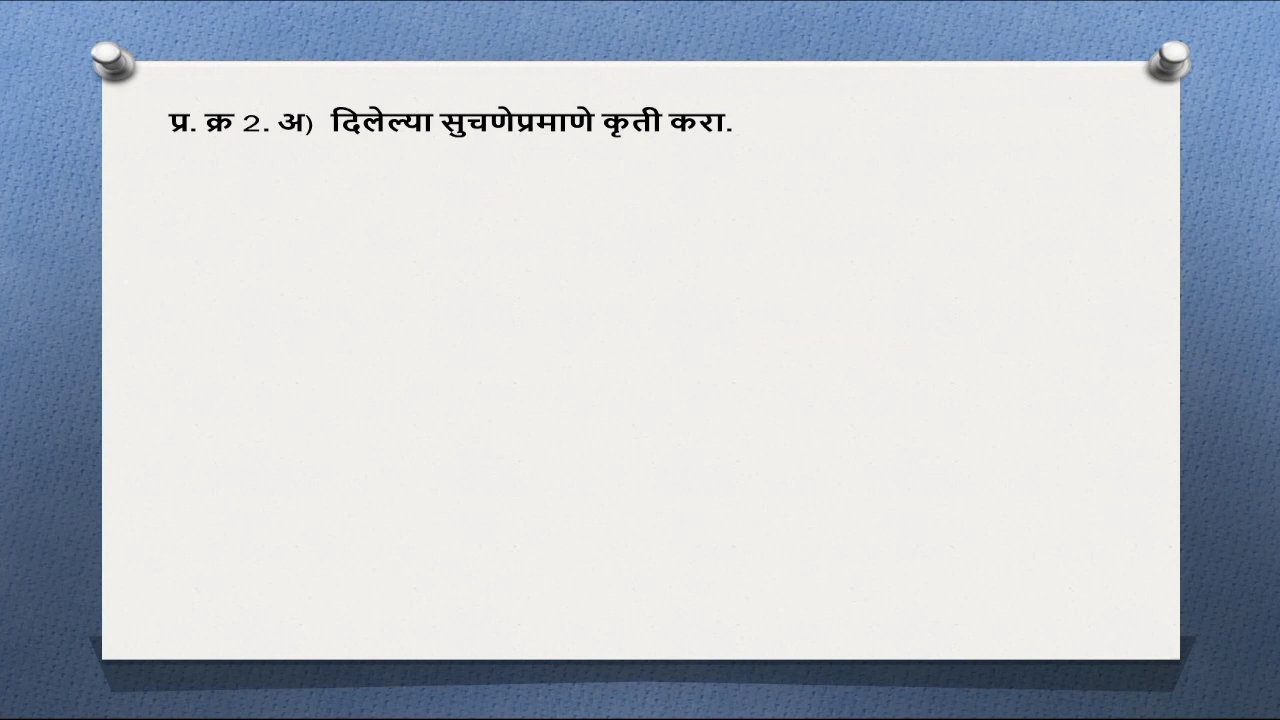 प्र. क्र 2. अ) दिलेल्या सुचणेप्रमाणे कृती करा.